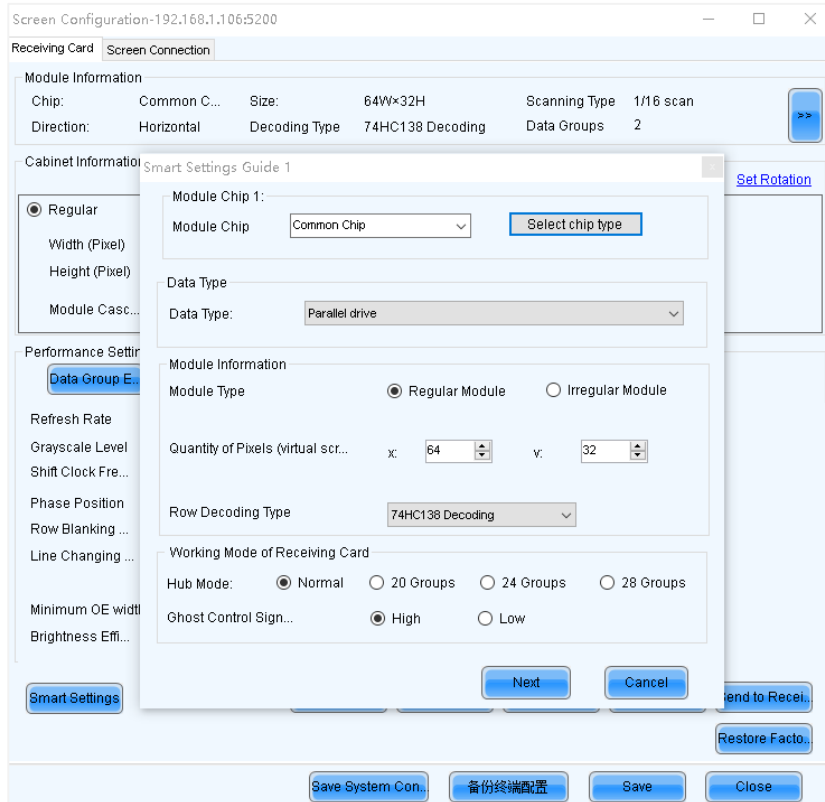 Screen Configuration-192.168.1.106:5200
Receiving Card Screen Connection
Module Information
Chip: Common C... Size: 64W×32H Scanning Type 1/16 scan
Direction: Horizontal Decoding Type 74HC138 Decoding Data Groups 2
>>
Cabinet Information
Set Rotation
Regular
Width (Pixel)
Height (Pixel)
Module Casc...
Performance Settin
Data Group E...
Refresh Rate
Grayscale Level
Shift Clock Fre...
Phase Position
Row Blanking ...
Line Changing ...
Minimum OE widt
Brightness Effi...
Smart Settings Guide 1
x
Module Chip 1:
Module Chip Common Chip Select chip type
Data Type
Data Type: Parallel drive
Module Information
Module Type Regular Module Irregular Module
Quantity of Pixels (virtual scr... x: 64 y: 32
Row Decoding Type 74HC138 Decoding
Working Mode of Receiving Card
Hub Mode: Normal 20 Groups 24 Groups 28 Groups
Ghost Control Sign... High Low
Next Cancel
Smart Settings
end to Recei...
Restore Facto...
Save System Con... 备份终端配置 Save Close